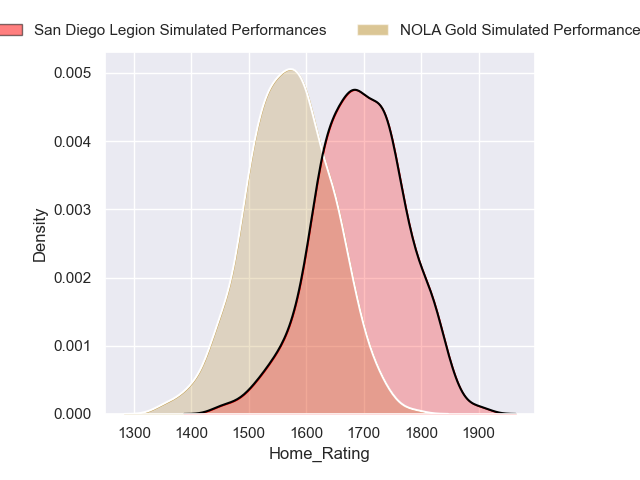 San Diego Legion Simulated Performances NOLA Gold Simulated Performance
0.005
0.004
0.003
0.002
0.001
0.000
Density
1300 1400 1500 1600 1700 1800 1900
Home_Rating